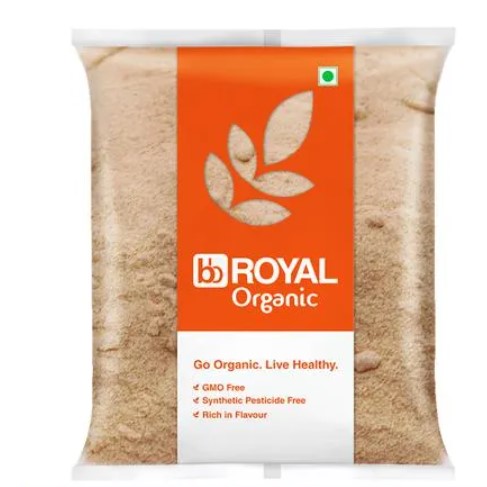 bb ROYAL
Organic
Go Organic. Live Healthy.
GMO Free
Synthetic Pesticide Free
Rich in Flavour